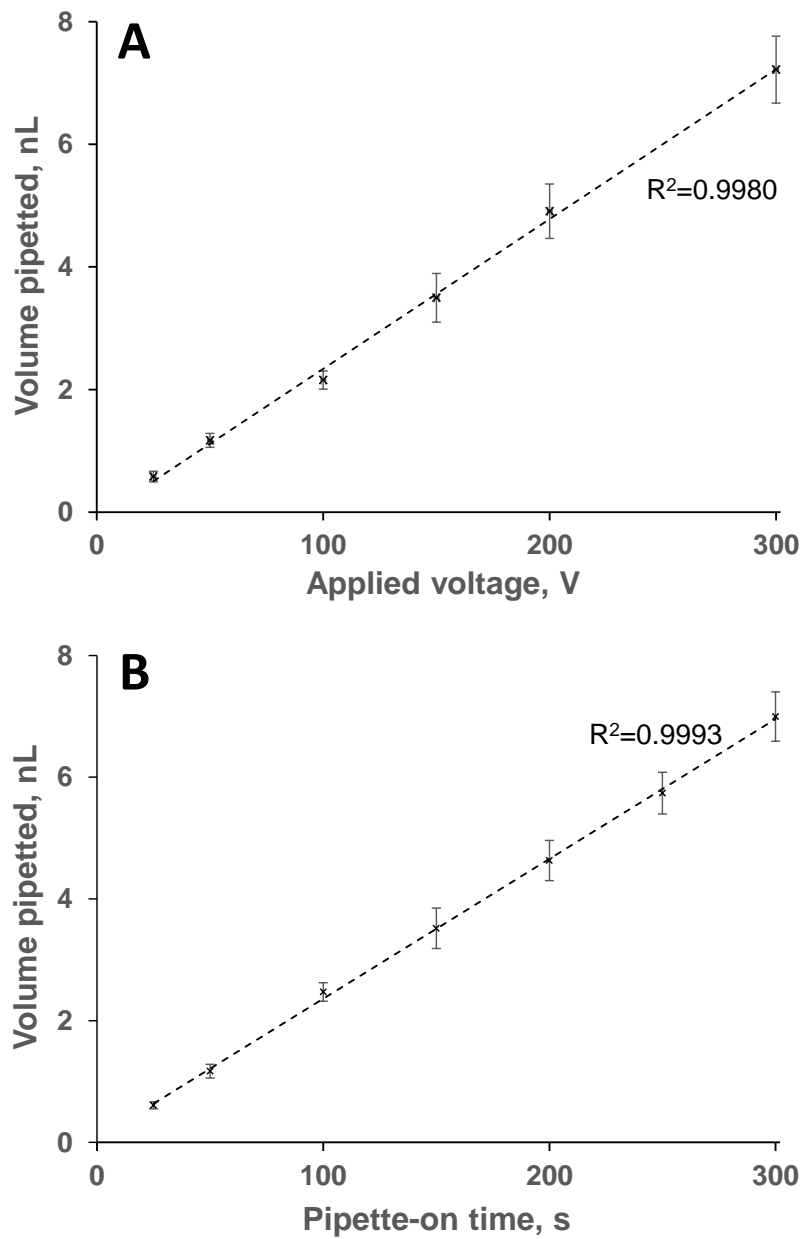 A
8
6
4
2
0
Volume pipetted, nL
R²=0.9980
0 100 200 300
Applied voltage, V
B
8
6
4
2
0
Volume pipetted, nL
R²=0.9993
0 100 200 300
Pipette-on time, s